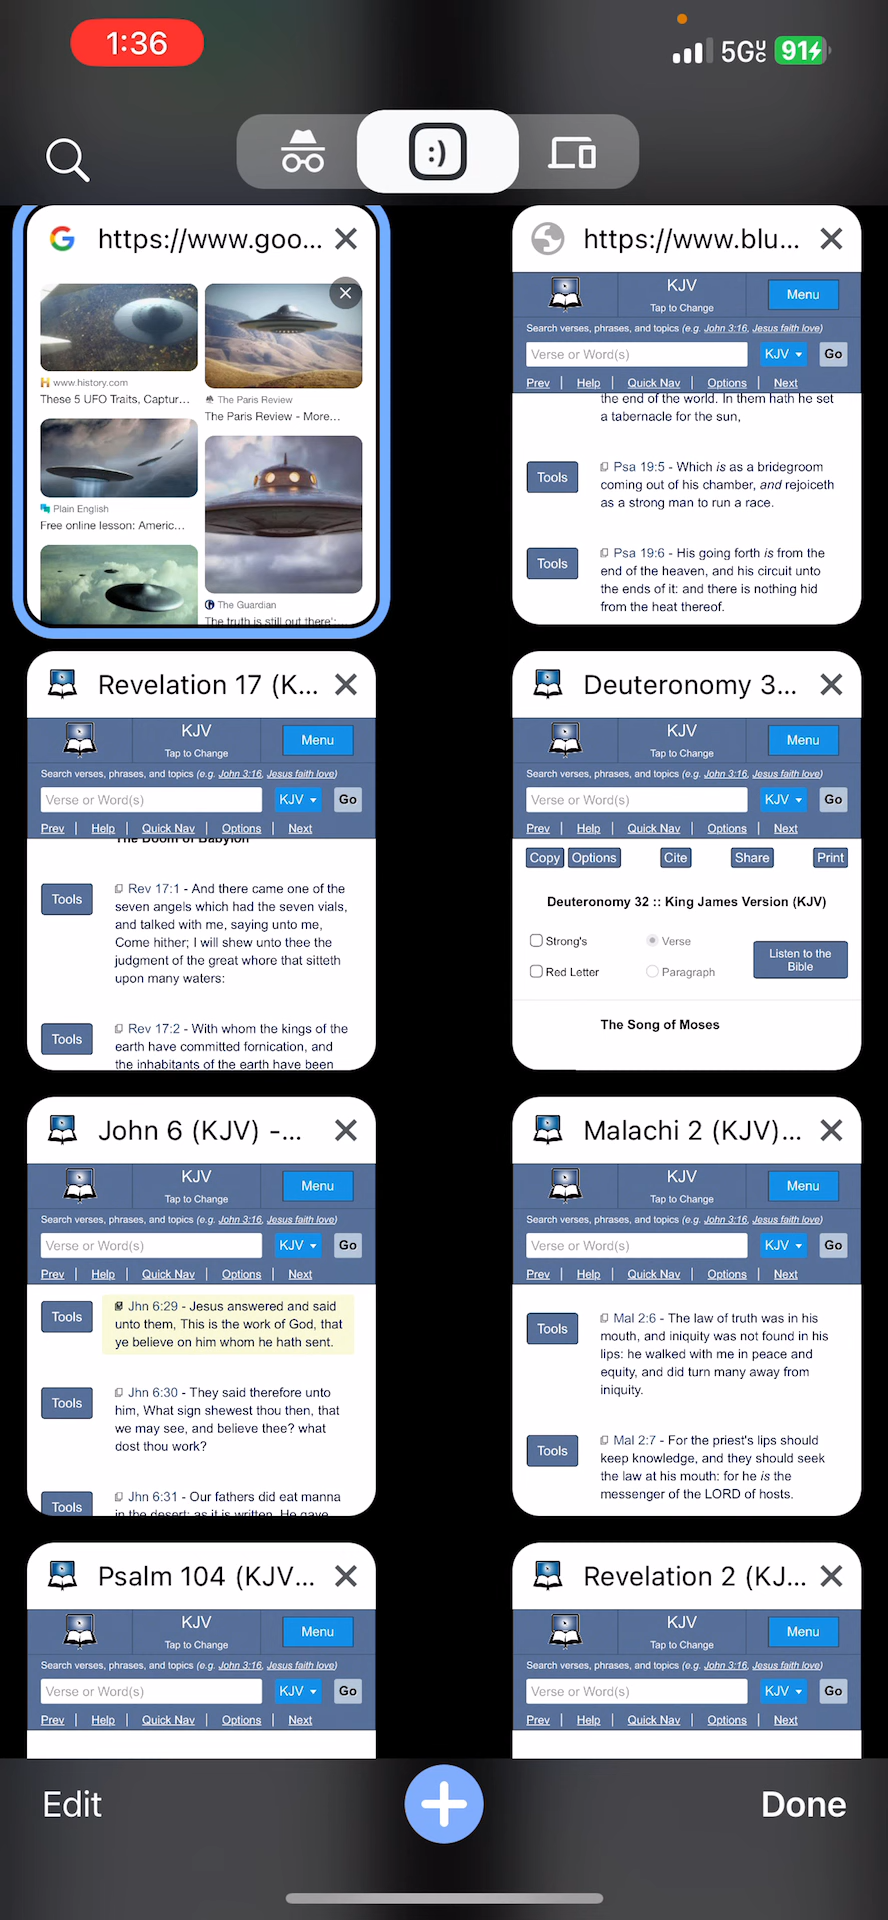 1:36
5GUC 91
:)
https://www.goo...
www.history.com
These 5 UFO Traits, Captur...
The Paris Review
The Paris Review - More...
Plain English
Free online lesson: Americ...
The Guardian
The truth is still out there':...
https://www.blu...
KJV
Tap to Change
Menu
Search verses, phrases, and topics (e.g. John 3:16, Jesus faith love)
Verse or Word(s)
KJV
Go
Prev | Help | Quick Nav | Options | Next
the end of the world. In them hath he set
a tabernacle for the sun,
Tools
Psa 19:5 - Which is as a bridegroom
coming out of his chamber, and rejoiceth
as a strong man to run a race.
Tools
Psa 19:6 - His going forth is from the
end of the heaven, and his circuit unto
the ends of it: and there is nothing hid
from the heat thereof.
Revelation 17 (K...
KJV
Tap to Change
Menu
Search verses, phrases, and topics (e.g. John 3:16, Jesus faith love)
Verse or Word(s)
KJV
Go
Prev | Help | Quick Nav | Options | Next
The Doom of Babylon
Tools
Rev 17:1 - And there came one of the
seven angels which had the seven vials,
and talked with me, saying unto me,
Come hither; I will shew unto thee the
judgment of the great whore that sitteth
upon many waters:
Tools
Rev 17:2 - With whom the kings of the
earth have committed fornication, and
the inhabitants of the earth have been
Deuteronomy 3...
KJV
Tap to Change
Menu
Search verses, phrases, and topics (e.g. John 3:16, Jesus faith love)
Verse or Word(s)
KJV
Go
Prev | Help | Quick Nav | Options | Next
Copy Options Cite Share Print
Deuteronomy 32 :: King James Version (KJV)
Strong's
Verse
Red Letter
Paragraph
Listen to the
Bible
The Song of Moses
John 6 (KJV) -...
KJV
Tap to Change
Menu
Search verses, phrases, and topics (e.g. John 3:16, Jesus faith love)
Verse or Word(s)
KJV
Go
Prev | Help | Quick Nav | Options | Next
Tools
Jhn 6:29 - Jesus answered and said
unto them, This is the work of God, that
ye believe on him whom he hath sent.
Tools
Jhn 6:30 - They said therefore unto
him, What sign shewest thou then, that
we may see, and believe thee? what
dost thou work?
Tools
Jhn 6:31 - Our fathers did eat manna
in the desert; as it is written, He gave
Malachi 2 (KJV)...
KJV
Tap to Change
Menu
Search verses, phrases, and topics (e.g. John 3:16, Jesus faith love)
Verse or Word(s)
KJV
Go
Prev | Help | Quick Nav | Options | Next
Tools
Mal 2:6 - The law of truth was in his
mouth, and iniquity was not found in his
lips: he walked with me in peace and
equity, and did turn many away from
iniquity.
Tools
Mal 2:7 - For the priest's lips should
keep knowledge, and they should seek
the law at his mouth: for he is the
messenger of the LORD of hosts.
Psalm 104 (KJV...
KJV
Tap to Change
Menu
Search verses, phrases, and topics (e.g. John 3:16, Jesus faith love)
Verse or Word(s)
KJV
Go
Prev | Help | Quick Nav | Options | Next
Revelation 2 (KJ...
KJV
Tap to Change
Menu
Search verses, phrases, and topics (e.g. John 3:16, Jesus faith love)
Verse or Word(s)
KJV
Go
Prev | Help | Quick Nav | Options | Next
Edit
Done